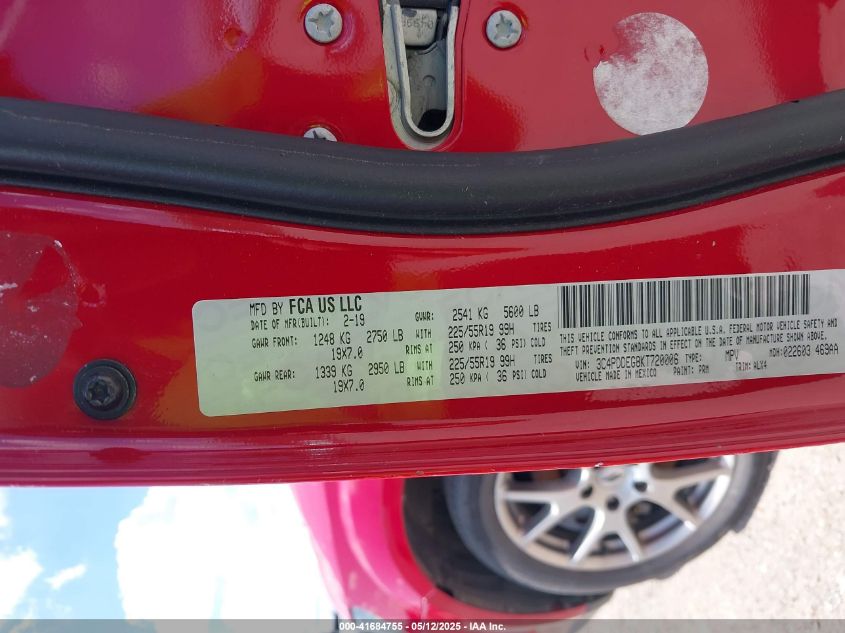 MFD BY FCA US LLC
DATE OF MFR(BUILT): 2-19
GVWR: 2541 KG 5600 LB
GAWR FRONT: 1248 KG 2750 LB WITH 225/55R19 99H TIRES
19X7.0 RIMS AT 250 KPA ( 36 PSI) COLD
GAWR REAR: 1339 KG 2950 LB WITH 225/55R19 99H TIRES
19X7.0 RIMS AT 250 KPA ( 36 PSI) COLD
THIS VEHICLE CONFORMS TO ALL APPLICABLE U.S.A. FEDERAL MOTOR VEHICLE SAFETY AND
THEFT PREVENTION STANDARDS IN EFFECT ON THE DATE OF MANUFACTURE SHOWN ABOVE
VIN: 3C4PDDEG8KT720006 TYPE: MPV MDH: 022603 469AA
VEHICLE MADE IN MEXICO PAINT: PRM TRIM: ALX4
000-41684755 - 05/12/2025 - IAA Inc.